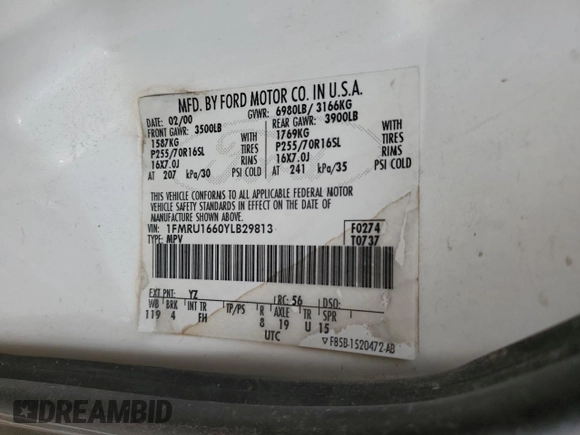 MFD. BY FORD MOTOR CO. IN U.S.A.
DATE: 02/00 GVWR: 6980LB/ 3166KG
FRONT GAWR: 3500LB REAR GAWR: 3900LB
1587KG WITH 1769KG WITH
P255/70R16SL TIRES P255/70R16SL TIRES
16X7.0J RIMS 16X7.0J RIMS
AT 207 kPa/30 PSI COLD AT 241 kPa/35 PSI COLD
THIS VEHICLE CONFORMS TO ALL APPLICABLE FEDERAL MOTOR
VEHICLE SAFETY STANDARDS IN EFFECT ON THE DATE OF MANUFACTURE
SHOWN ABOVE.
VIN: 1FMRU1660YLB29813 F0274
TYPE: MPV T0737
EXT PNT: YZ RC: 56 DSO:
WB BRK INT TR TP/PS R AXLE TR SPR
119 4 FH 8 19 U 15
UTC
▽ F85B-1520472-AB
DREAMBID